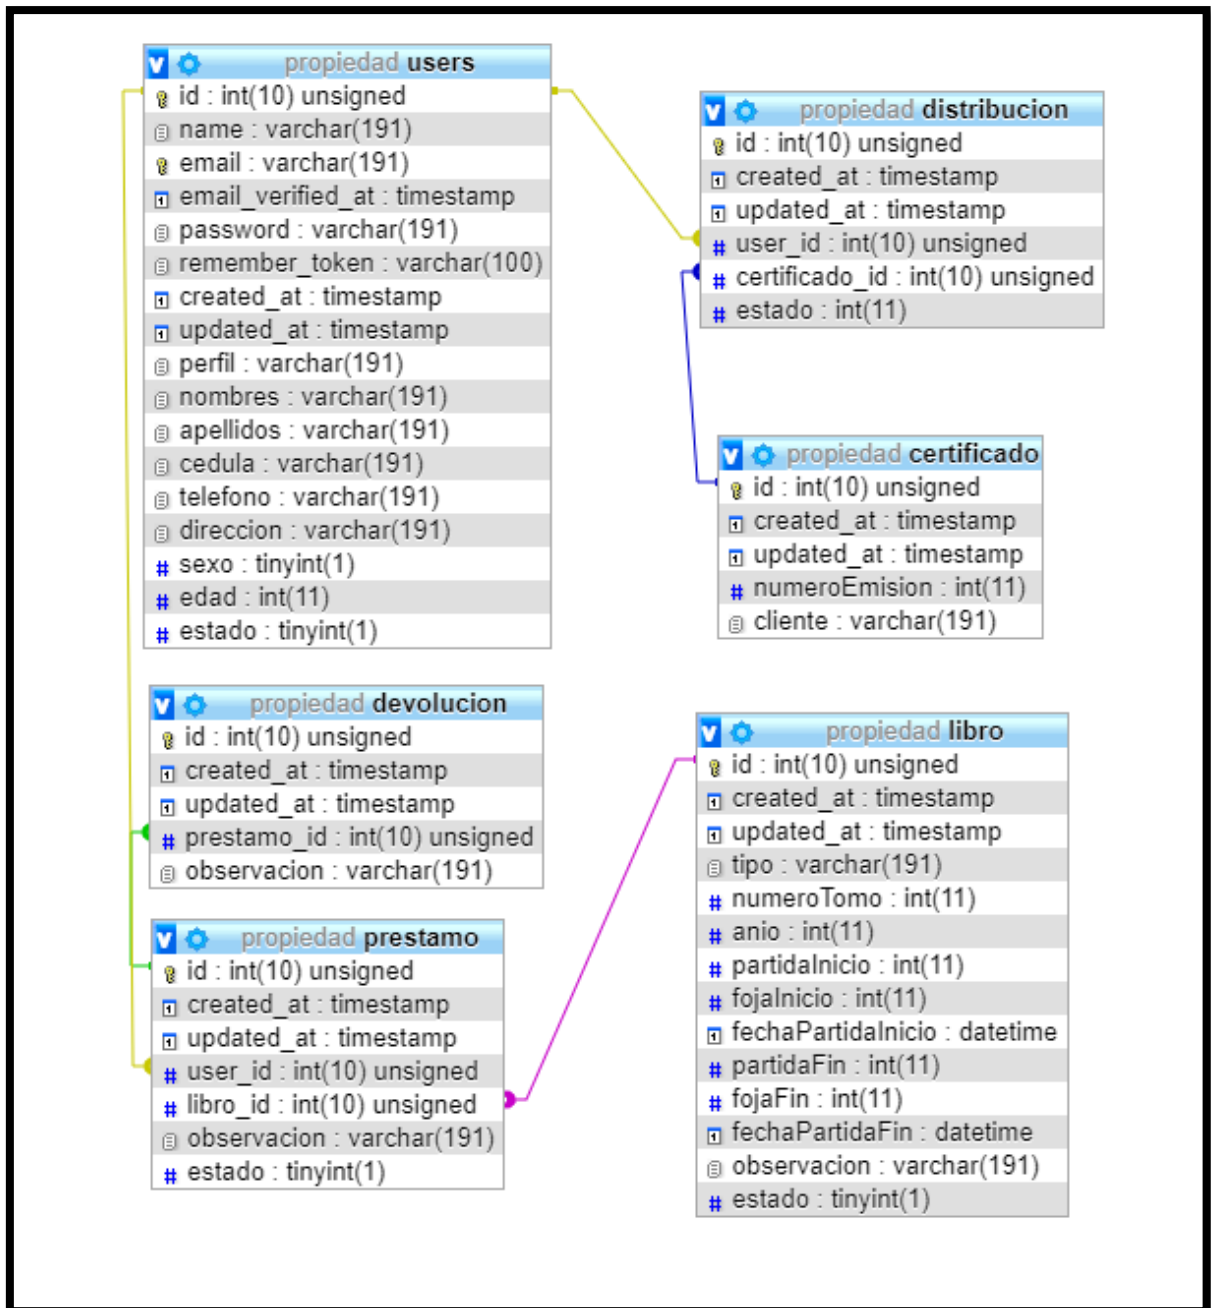 propiedad users
id : int(10) unsigned
name : varchar(191)
email : varchar(191)
email_verified_at : timestamp
password : varchar(191)
remember_token : varchar(100)
created_at : timestamp
updated_at : timestamp
perfil : varchar(191)
nombres : varchar(191)
apellidos : varchar(191)
cedula : varchar(191)
telefono : varchar(191)
direccion : varchar(191)
sexo : tinyint(1)
edad : int(11)
estado : tinyint(1)
propiedad distribucion
id : int(10) unsigned
created_at : timestamp
updated_at : timestamp
user_id : int(10) unsigned
certificado_id : int(10) unsigned
estado : int(11)
propiedad certificado
id : int(10) unsigned
created_at : timestamp
updated_at : timestamp
numeroEmision : int(11)
cliente : varchar(191)
propiedad devolucion
id : int(10) unsigned
created_at : timestamp
updated_at : timestamp
prestamo_id : int(10) unsigned
observacion : varchar(191)
propiedad prestamo
id : int(10) unsigned
created_at : timestamp
updated_at : timestamp
user_id : int(10) unsigned
libro_id : int(10) unsigned
observacion : varchar(191)
estado : tinyint(1)
propiedad libro
id : int(10) unsigned
created_at : timestamp
updated_at : timestamp
tipo : varchar(191)
numeroTomo : int(11)
anio : int(11)
partidaInicio : int(11)
fojaInicio : int(11)
fechaPartidaInicio : datetime
partidaFin : int(11)
fojaFin : int(11)
fechaPartidaFin : datetime
observacion : varchar(191)
estado : tinyint(1)